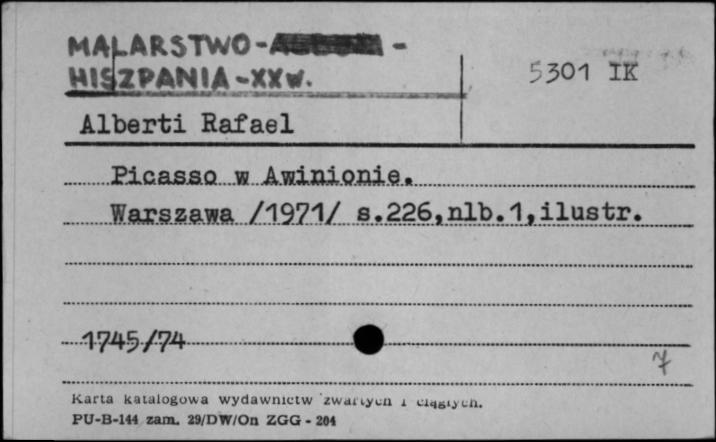 MALARSTWO- -
HISZPANIA-XXw.
5301 IK
Alberti Rafael
Picasso w Awinionie.
Warszawa /1971/ s.226,nlb.1,ilustr.
1745/74
7
Karta katalogowa wydawnictw zwartych i ciągłych.
PU-B-144 zam. 29/DW/On ZGG - 204